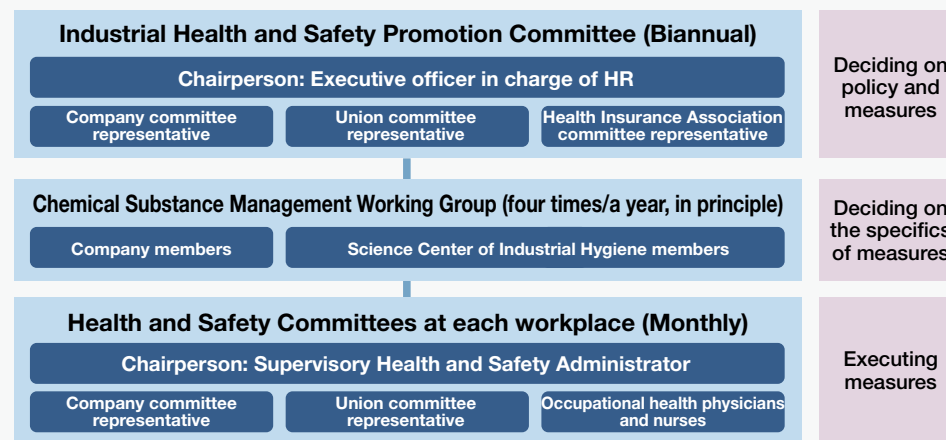 Industrial Health and Safety Promotion Committee (Biannual)
Chairperson: Executive officer in charge of HR
Company committee
representative
Union committee
representative
Health Insurance Association
committee representative
Deciding on
policy and
measures
Chemical Substance Management Working Group (four times/a year, in principle)
Company members
Science Center of Industrial Hygiene members
Deciding on
the specifics
of measures
Health and Safety Committees at each workplace (Monthly)
Chairperson: Supervisory Health and Safety Administrator
Company committee
representative
Union committee
representative
Occupational health physicians
and nurses
Executing
measures